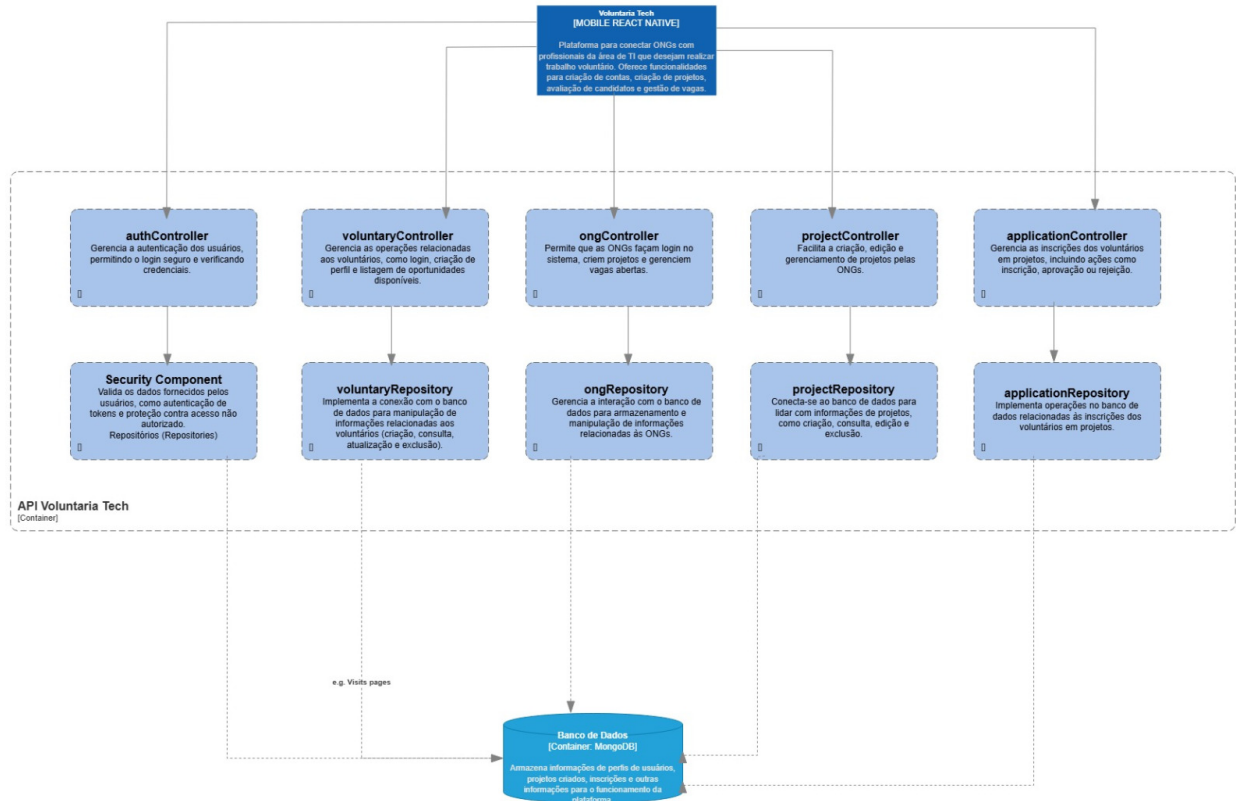 Voluntaria Tech
[MOBILE REACT NATIVE]
Plataforma para conectar ONGs com
profissionais da área de TI que desejam realizar
trabalho voluntário. Oferece funcionalidades
para criação de contas, criação de projetos,
avaliação de candidatos e gestão de vagas.
authController
Gerencia a autenticação dos usuários,
permitindo o login seguro e verificando
credenciais.
[]
voluntaryController
Gerencia as operações relacionadas
aos voluntários, como login, criação de
perfil e listagem de oportunidades
disponíveis.
[]
ongController
Permite que as ONGs façam login no
sistema, criem projetos e gerenciem
vagas abertas.
[]
projectController
Facilita a criação, edição e
gerenciamento de projetos pelas
ONGs.
[]
applicationController
Gerencia as inscrições dos voluntários
em projetos, incluindo ações como
inscrição, aprovação ou rejeição.
[]
Security Component
Valida os dados fornecidos pelos
usuários, como autenticação de
tokens e proteção contra acesso não
autorizado.
Repositórios (Repositories)
[]
voluntaryRepository
Implementa a conexão com o banco
de dados para manipulação de
informações relacionadas aos
voluntários (criação, consulta,
atualização e exclusão).
[]
ongRepository
Gerencia a interação com o banco de
dados para armazenamento e
manipulação de informações
relacionadas às ONGs.
[]
projectRepository
Conecta-se ao banco de dados para
lidar com informações de projetos,
como criação, consulta, edição e
exclusão.
[]
applicationRepository
Implementa operações no banco de
dados relacionadas às inscrições dos
voluntários em projetos.
[]
API Voluntaria Tech
[Container]
e.g. Visits pages
Banco de Dados
[Container: MongoDB]
Armazena informações de perfis de usuários,
projetos criados, inscrições e outras
informações para o funcionamento da
plataforma